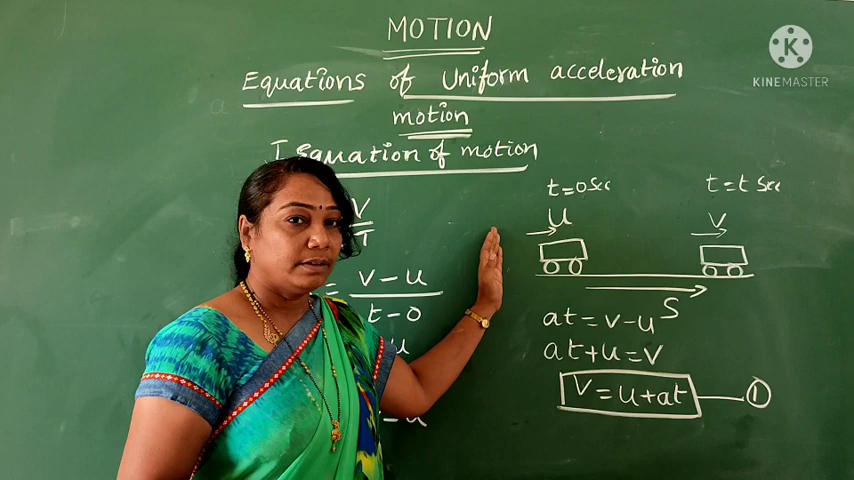 MOTION
KINEMASTER
Equations of Uniform acceleration
motion
I Equation of motion
t=0 Sec
t=t Sec
U
V
V
T
= V-u
t-0
u
-u
S
at = v-u
at+u = v
V = u+at
1